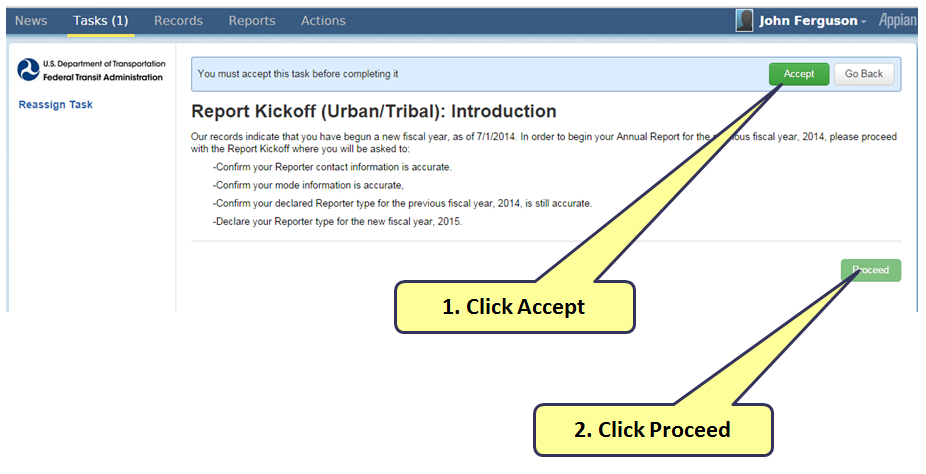 News Tasks (1) Records Reports Actions John Ferguson Appian
U.S. Department of Transportation
Federal Transit Administration
Reassign Task
You must accept this task before completing it Accept Go Back
Report Kickoff (Urban/Tribal): Introduction
Our records indicate that you have begun a new fiscal year, as of 7/1/2014. In order to begin your Annual Report for the previous fiscal year, 2014, please proceed
with the Report Kickoff where you will be asked to:
-Confirm your Reporter contact information is accurate.
-Confirm your mode information is accurate,
-Confirm your declared Reporter type for the previous fiscal year, 2014, is still accurate.
-Declare your Reporter type for the new fiscal year, 2015.
Proceed
1. Click Accept
2. Click Proceed